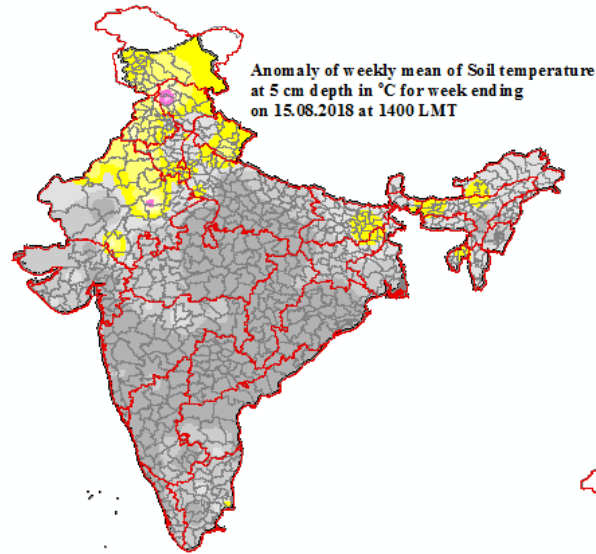 Anomaly of weekly mean of Soil temperature
at 5 cm depth in °C for week ending
on 15.08.2018 at 1400 LMT